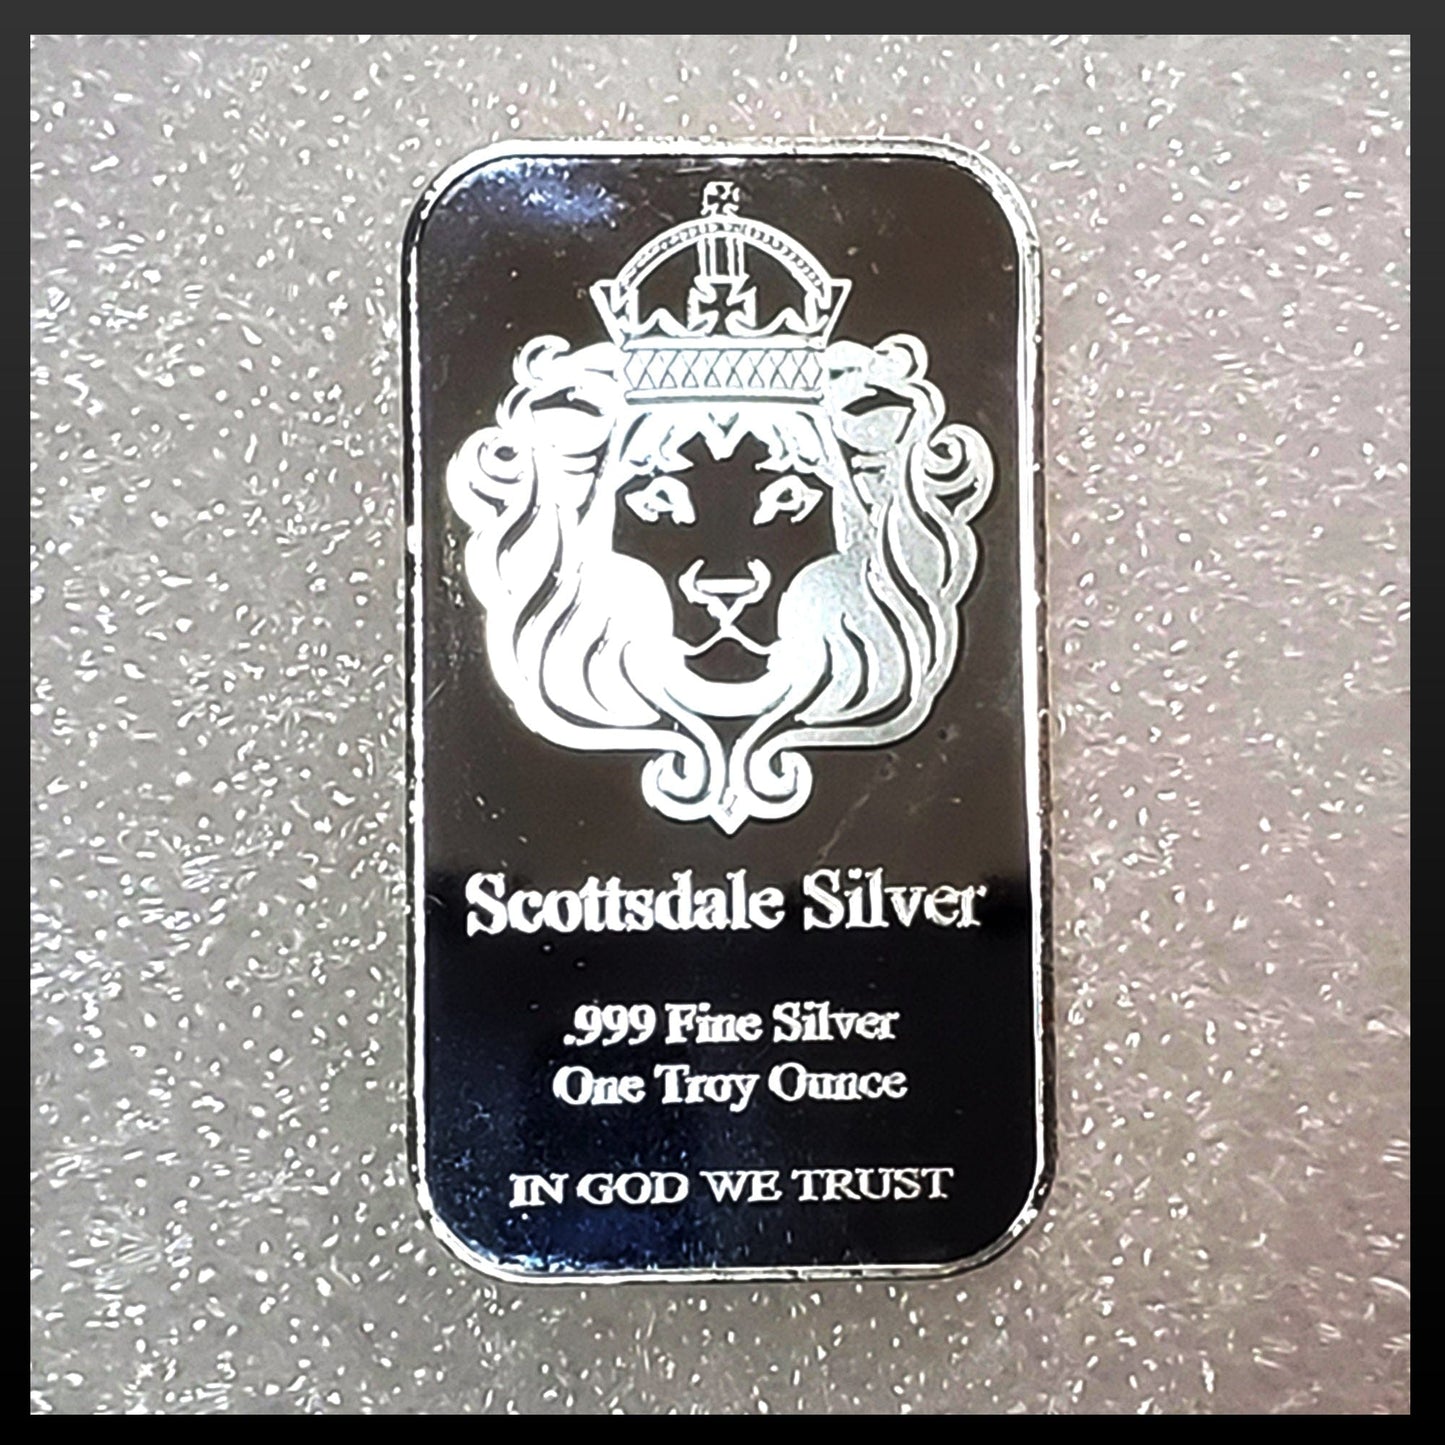 Scottsdale Silver
.999 Fine Silver
One Troy Ounce
IN GOD WE TRUST